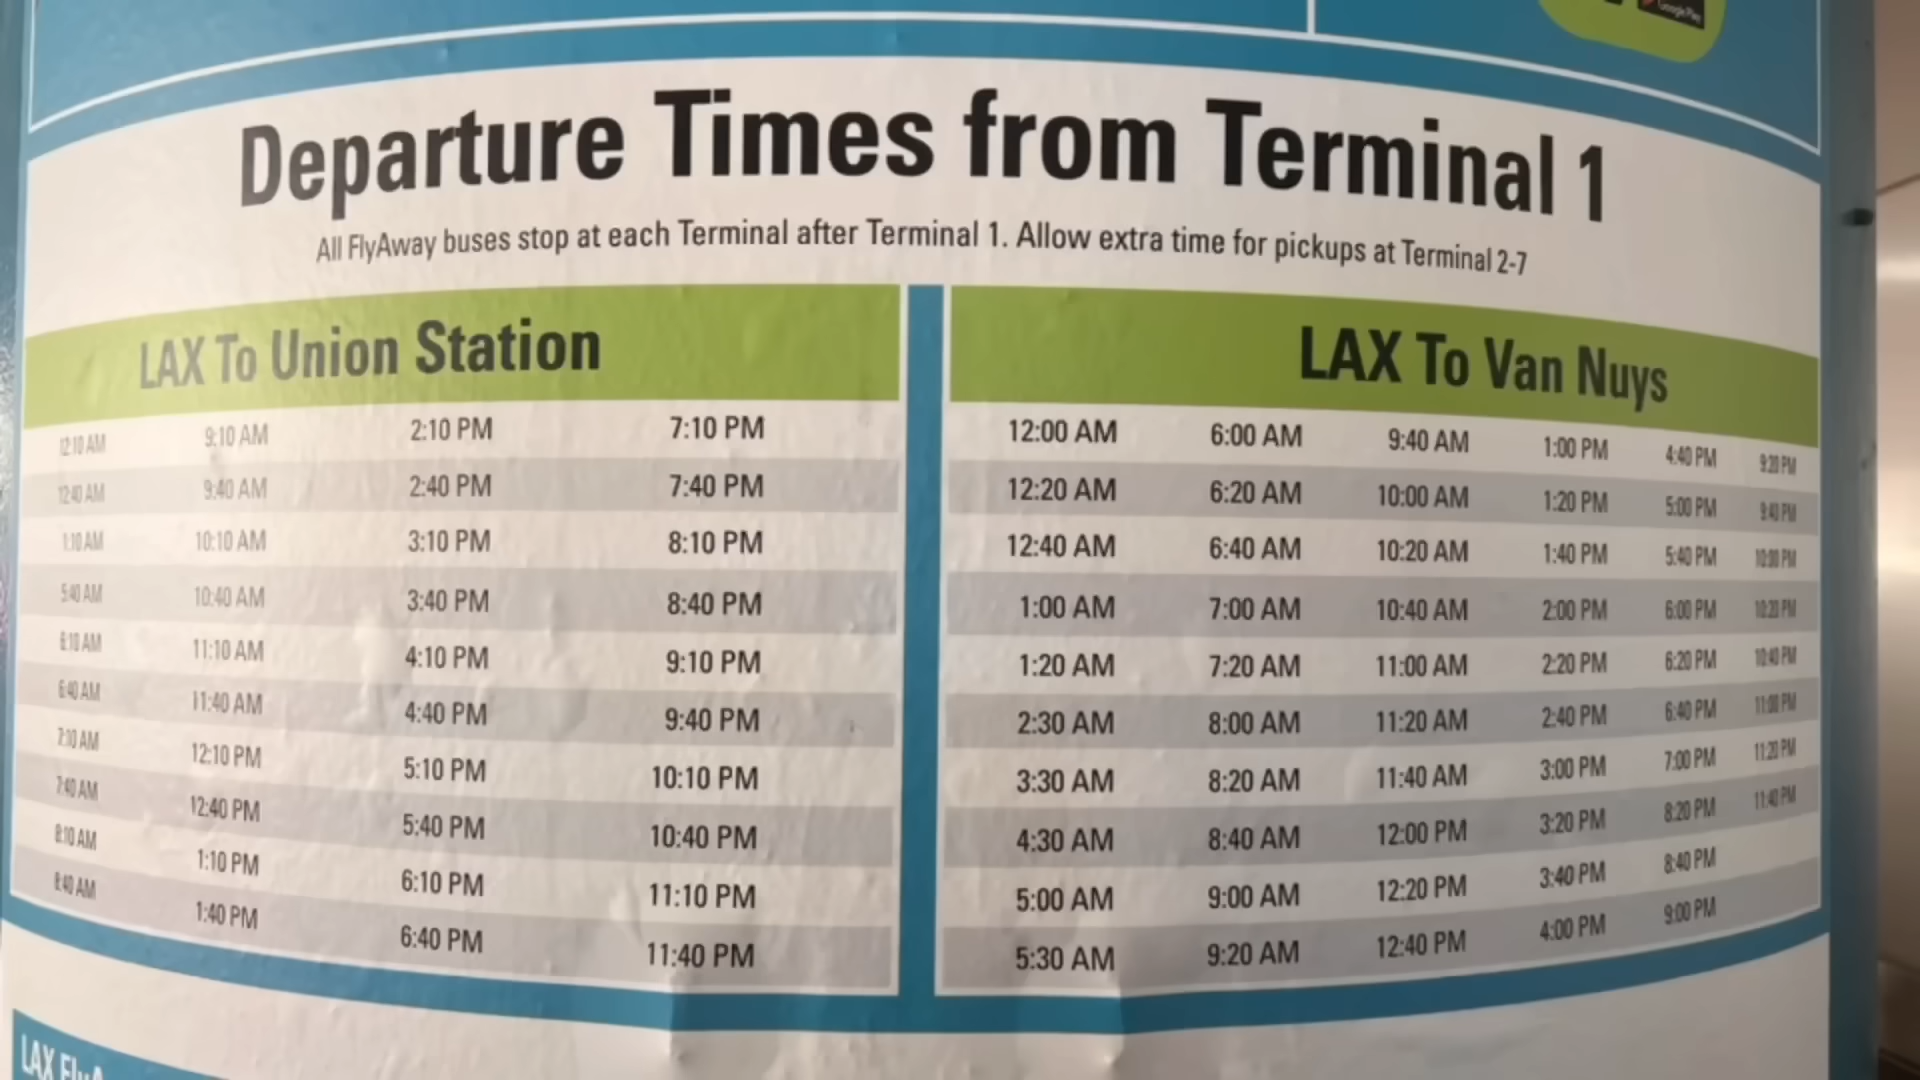 Google Play
Departure Times from Terminal 1
All FlyAway buses stop at each Terminal after Terminal 1. Allow extra time for pickups at Terminal 2-7
LAX To Union Station
12:10 AM 9:10 AM 2:10 PM 7:10 PM
12:40 AM 9:40 AM 2:40 PM 7:40 PM
1:10 AM 10:10 AM 3:10 PM 8:10 PM
5:40 AM 10:40 AM 3:40 PM 8:40 PM
6:10 AM 11:10 AM 4:10 PM 9:10 PM
6:40 AM 11:40 AM 4:40 PM 9:40 PM
7:10 AM 12:10 PM 5:10 PM 10:10 PM
7:40 AM 12:40 PM 5:40 PM 10:40 PM
8:10 AM 1:10 PM 6:10 PM 11:10 PM
8:40 AM 1:40 PM 6:40 PM 11:40 PM
LAX To Van Nuys
12:00 AM 6:00 AM 9:40 AM 1:00 PM 4:40 PM 9:20 PM
12:20 AM 6:20 AM 10:00 AM 1:20 PM 5:00 PM 9:40 PM
12:40 AM 6:40 AM 10:20 AM 1:40 PM 5:40 PM 10:00 PM
1:00 AM 7:00 AM 10:40 AM 2:00 PM 6:00 PM 10:20 PM
1:20 AM 7:20 AM 11:00 AM 2:20 PM 6:20 PM 10:40 PM
2:30 AM 8:00 AM 11:20 AM 2:40 PM 6:40 PM 11:00 PM
3:30 AM 8:20 AM 11:40 AM 3:00 PM 7:00 PM 11:20 PM
4:30 AM 8:40 AM 12:00 PM 3:20 PM 8:20 PM 11:40 PM
5:00 AM 9:00 AM 12:20 PM 3:40 PM 8:40 PM
5:30 AM 9:20 AM 12:40 PM 4:00 PM 9:00 PM
LAX FlyA